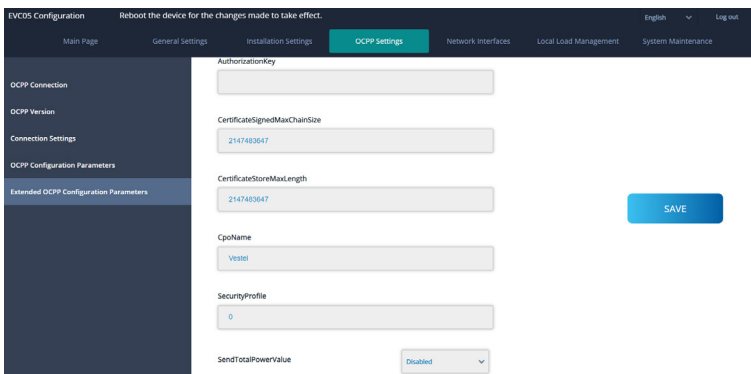 EVC05 Configuration
Reboot the device for the changes made to take effect.
English
Log out
Main Page
General Settings
Installation Settings
OCPP Settings
Network Interfaces
Local Load Management
System Maintenance
OCPP Connection
OCPP Version
Connection Settings
OCPP Configuration Parameters
Extended OCPP Configuration Parameters
AuthorizationKey
CertificateSignedMaxChainSize
2147483647
CertificateStoreMaxLength
2147483647
CpoName
Vestel
SecurityProfile
0
SendTotalPowerValue
Disabled
SAVE